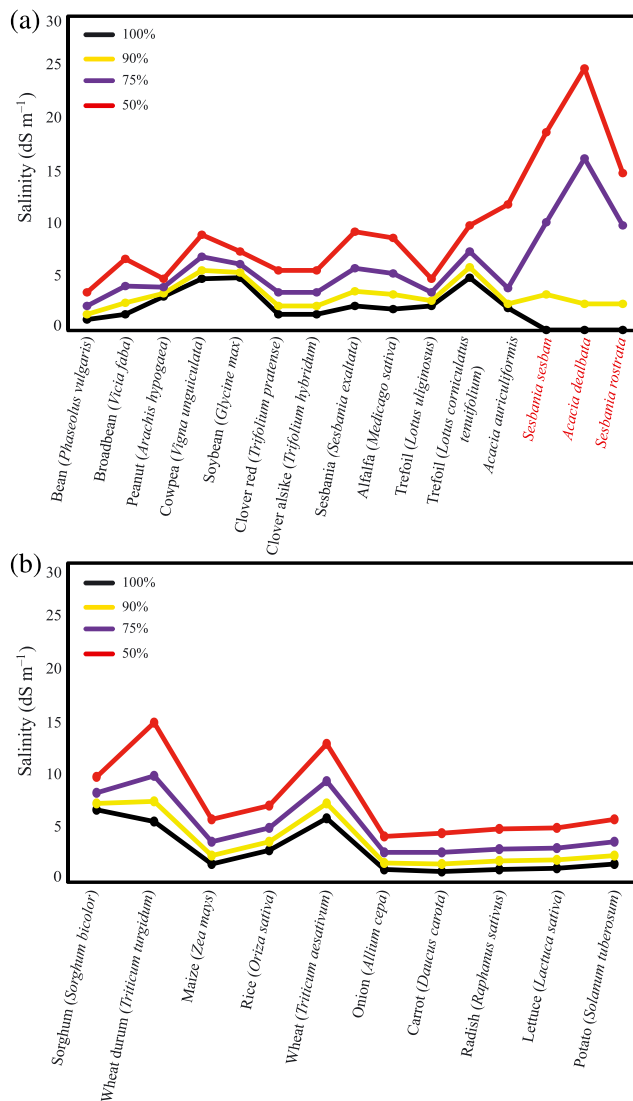 (a)
30
25
20
15
10
5
0
Salinity (dS m⁻¹)
100%
90%
75%
50%
Bean (Phaseolus vulgaris)
Broadbean (Vicia faba)
Peanut (Arachis hypogaea)
Cowpea (Vigna unguiculata)
Soybean (Glycine max)
Clover red (Trifolium pratense)
Clover alsike (Trifolium hybridum)
Sesbania (Sesbania exaltata)
Alfalfa (Medicago sativa)
Trefoil (Lotus uliginosus)
Trefoil (Lotus corniculatus
tenuifolium)
Acacia auriculiformis
Sesbania sesban
Acacia dealbata
Sesbania rostrata
(b)
30
25
20
15
10
5
0
Salinity (dS m⁻¹)
100%
90%
75%
50%
Sorghum (Sorghum bicolor)
Wheat durum (Triticum turgidum)
Maize (Zea mays)
Rice (Oriza sativa)
Wheat (Triticum aesativum)
Onion (Allium cepa)
Carrot (Daucus carota)
Radish (Raphanus sativus)
Lettuce (Lactuca sativa)
Potato (Solanum tuberosum)